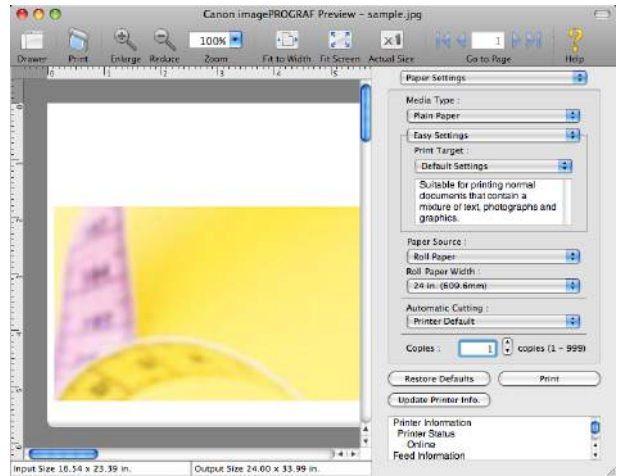 Canon imagePROGRAF Preview – sample.jpg
100%
1
Drawer Print Enlarge Reduce Zoom Fit to Width Fit Screen Actual Size Go to Page Help
Paper Settings
Media Type :
Plain Paper
Easy Settings
Print Target :
Default Settings
Suitable for printing normal
documents that contain a
mixture of text, photographs and
graphics.
Paper Source :
Roll Paper
Roll Paper Width :
24 in. (609.6mm)
Automatic Cutting :
Printer Default
Copies : 1 copies (1 – 999)
Restore Defaults Print
Update Printer Info.
Printer Information
Printer Status
Online
Feed Information
Input Size 16.54 x 23.39 in. Output Size 24.00 x 33.99 in.